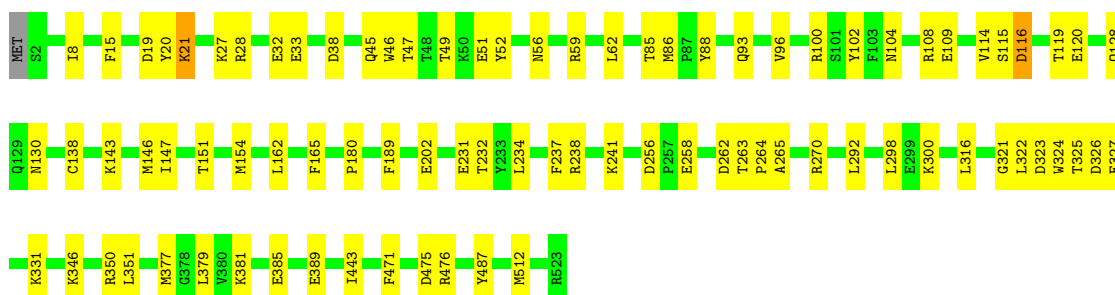 MET S2 I8 F15 D19 Y20 K21 K27 R28 E32 E33 D38 Q45 W46 T47 T48 T49 K50 E51 Y52 N56 R59 L62 T85 M86 P87 Y88 Q93 V96 R100 S101 Y102 F103 N104 R108 E109 V114 S115 D116 T119 E120
Q129 N130 C138 K143 M146 I147 T151 M154 L162 F165 P180 F189 E202 E231 T232 Y233 L234 F237 R238 K241 D256 P257 E258 D262 T263 P264 A265 R270 L292 L298 E299 K300 L316 G321 L322 D323 W324 T325 D326
K331 K346 R350 L351 M377 G378 L379 V380 K381 E385 E389 I443 F471 D475 R476 Y487 M512 R523